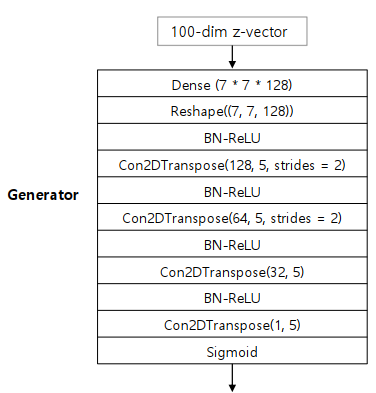 100-dim z-vector
Dense (7 * 7 * 128)
Reshape((7, 7, 128))
BN-ReLU
Con2DTranspose(128, 5, strides = 2)
BN-ReLU
Generator
Con2DTranspose(64, 5, strides = 2)
BN-ReLU
Con2DTranspose(32, 5)
BN-ReLU
Con2DTranspose(1, 5)
Sigmoid